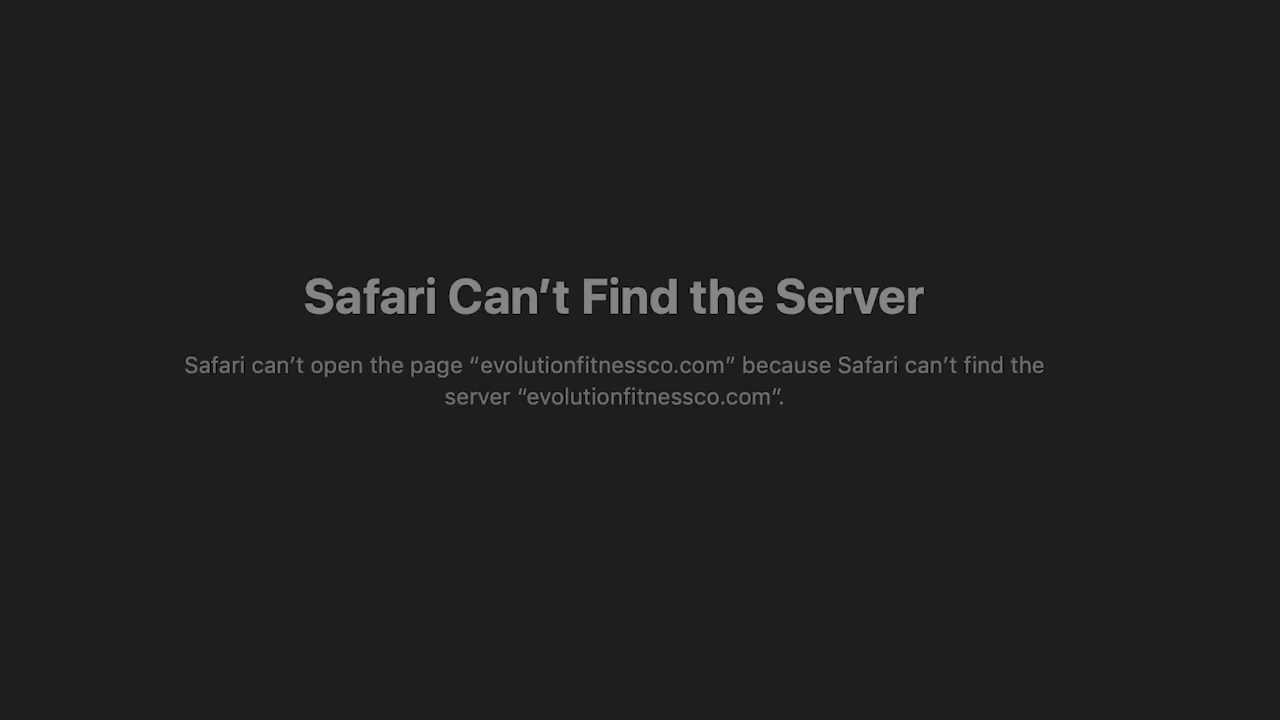 Safari Can’t Find the Server
Safari can’t open the page “evolutionfitnessco.com” because Safari can’t find the
server “evolutionfitnessco.com”.